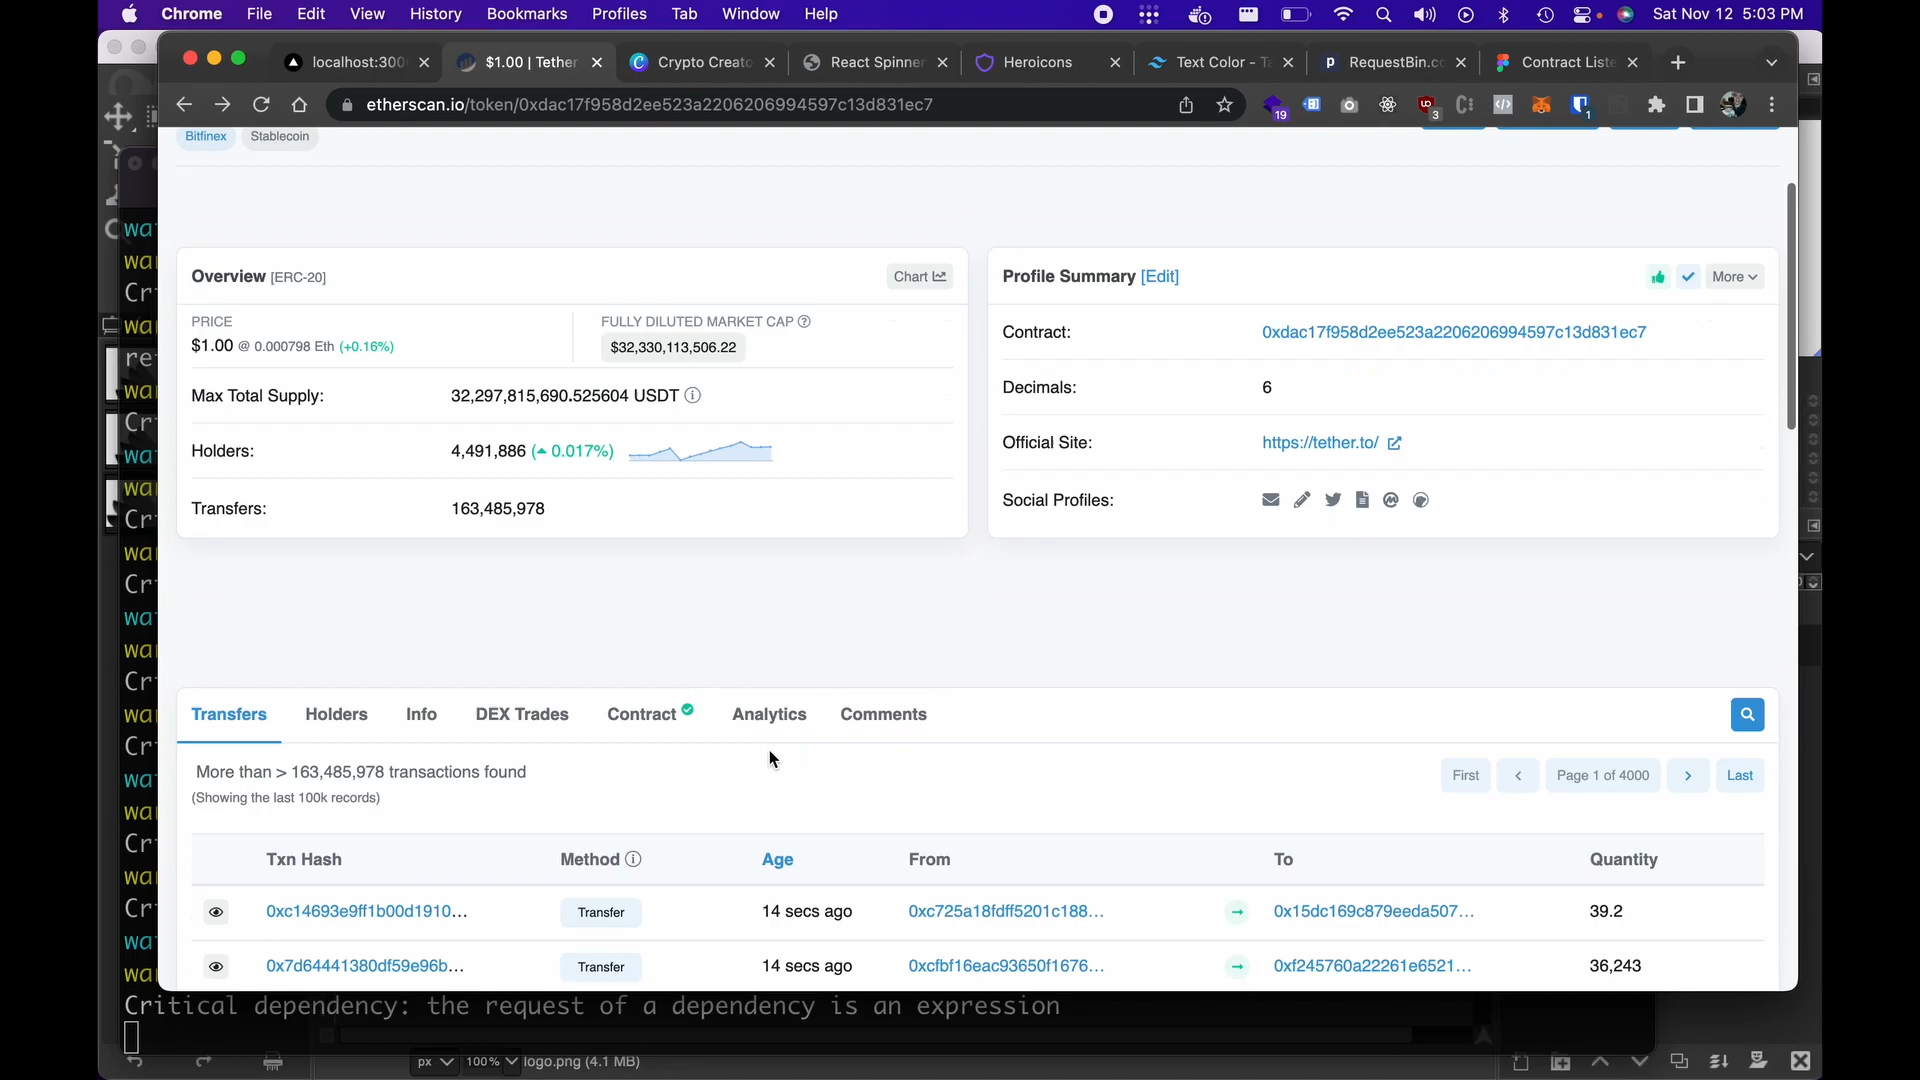 Chrome File Edit View History Bookmarks Profiles Tab Window Help Sat Nov 12 5:03 PM
localhost:300 $1.00 | Tether Crypto Creato React Spinner Heroicons Text Color - Ta RequestBin.co Contract Liste
etherscan.io/token/0xdac17f958d2ee523a2206206994597c13d831ec7
19 3 1
Bitfinex Stablecoin
Overview [ERC-20] Chart
PRICE
$1.00 @ 0.000798 Eth (+0.16%)
FULLY DILUTED MARKET CAP
$32,330,113,506.22
Max Total Supply: 32,297,815,690.525604 USDT
Holders: 4,491,886 (0.017%)
Transfers: 163,485,978
Profile Summary [Edit] More
Contract: 0xdac17f958d2ee523a2206206994597c13d831ec7
Decimals: 6
Official Site: https://tether.to/
Social Profiles:
Transfers Holders Info DEX Trades Contract Analytics Comments
More than > 163,485,978 transactions found
(Showing the last 100k records)
First Page 1 of 4000 Last
Txn Hash Method Age From To Quantity
0xc14693e9ff1b00d1910... Transfer 14 secs ago 0xc725a18fdff5201c188... 0x15dc169c879eeda507... 39.2
0x7d64441380df59e96b... Transfer 14 secs ago 0xcfbf16eac93650f1676... 0xf245760a22261e6521... 36,243
Critical dependency: the request of a dependency is an expression
px 100% logo.png (4.1 MB)